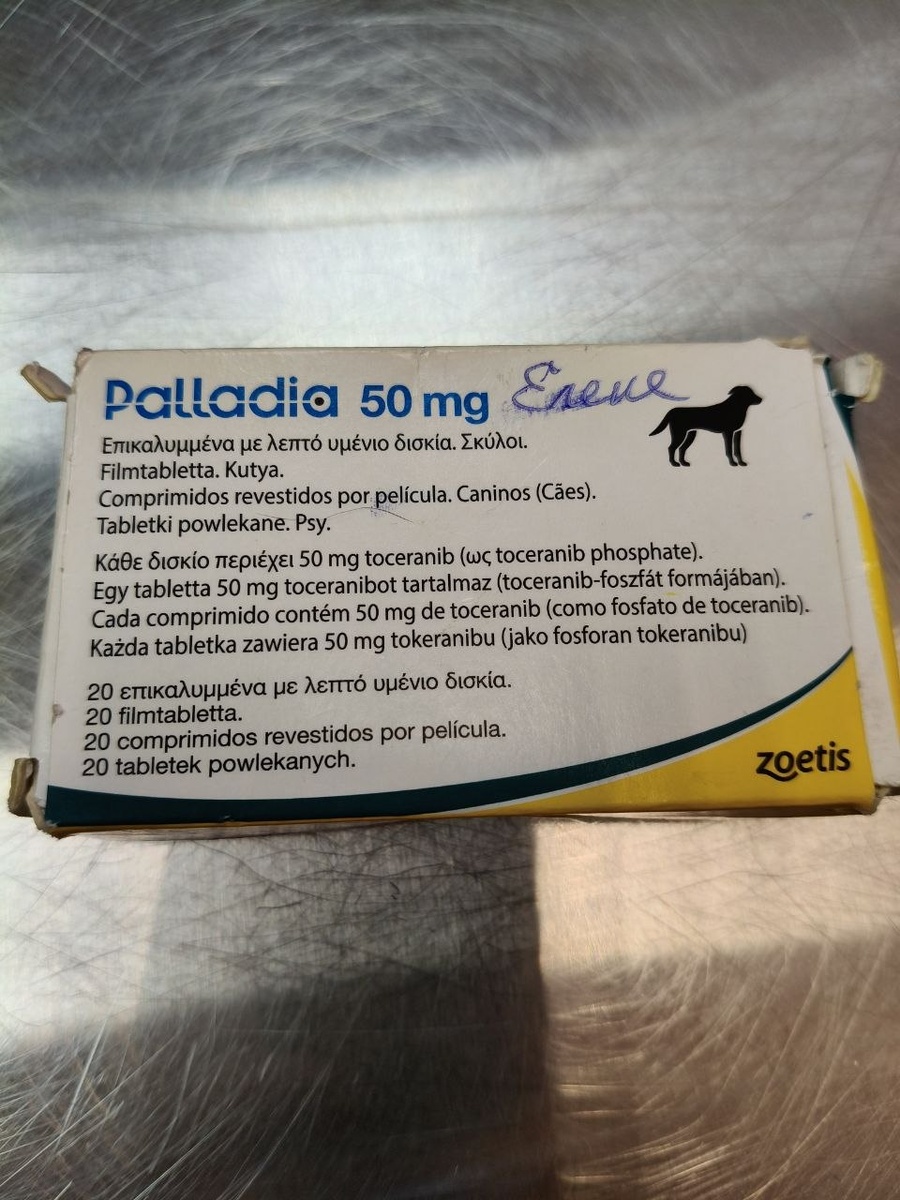 Palladia 50 mg
Επικαλυμμένα με λεπτό υμένιο δισκία. Σκύλοι.
Filmtabletta. Kutya.
Comprimidos revestidos por película. Caninos (Cães).
Tabletki powlekane. Psy.
Κάθε δισκίο περιέχει 50 mg toceranib (ως toceranib phosphate).
Egy tabletta 50 mg toceranibot tartalmaz (toceranib-foszfát formájában).
Cada comprimido contém 50 mg de toceranib (como fosfato de toceranib).
Każda tabletka zawiera 50 mg tokeranibu (jako fosforan tokeranibu)
20 επικαλυμμένα με λεπτό υμένιο δισκία.
20 filmtabletta.
20 comprimidos revestidos por película.
20 tabletek powlekanych.
zoetis